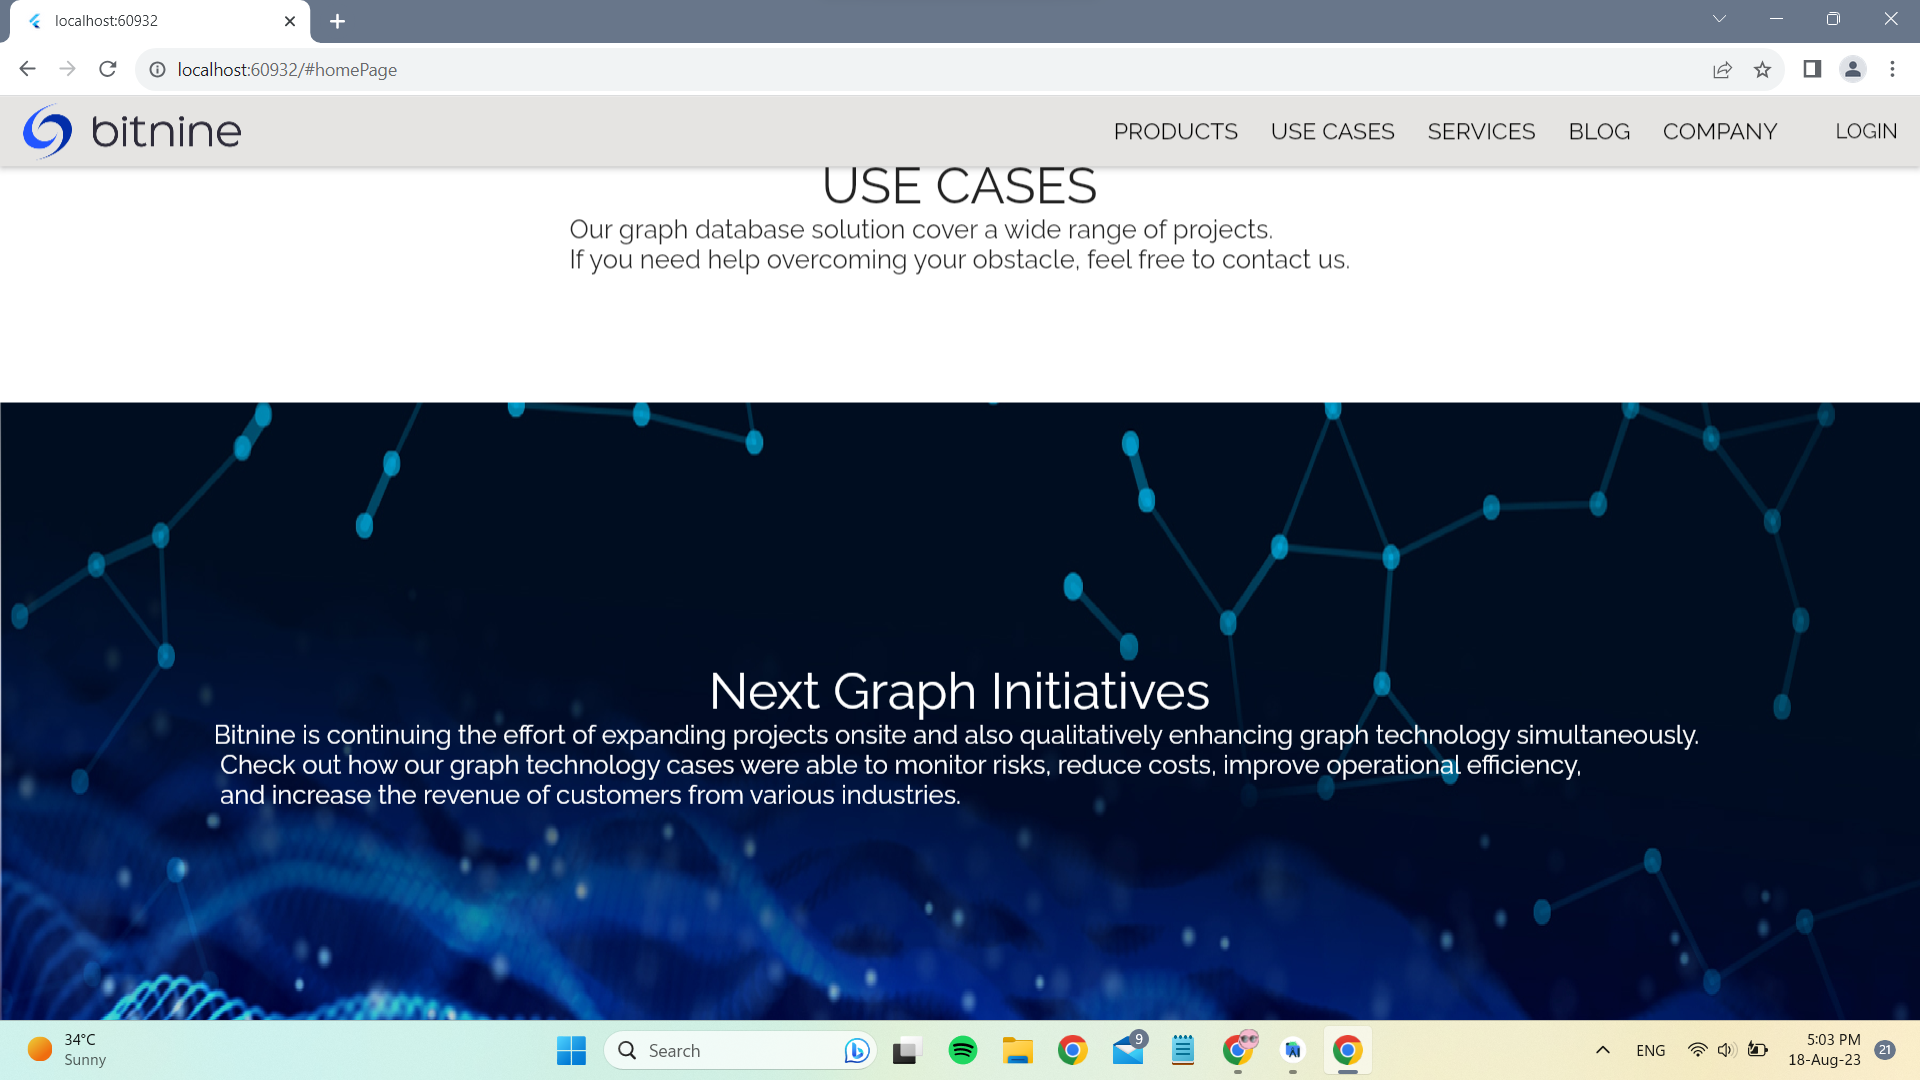 localhost:60932
localhost:60932/#homePage
bitnine
PRODUCTS USE CASES SERVICES BLOG COMPANY LOGIN
USE CASES
Our graph database solution cover a wide range of projects.
If you need help overcoming your obstacle, feel free to contact us.
Next Graph Initiatives
Bitnine is continuing the effort of expanding projects onsite and also qualitatively enhancing graph technology simultaneously.
Check out how our graph technology cases were able to monitor risks, reduce costs, improve operational efficiency,
and increase the revenue of customers from various industries.
34°C
Sunny
Search
9
ENG
5:03 PM
18-Aug-23
21